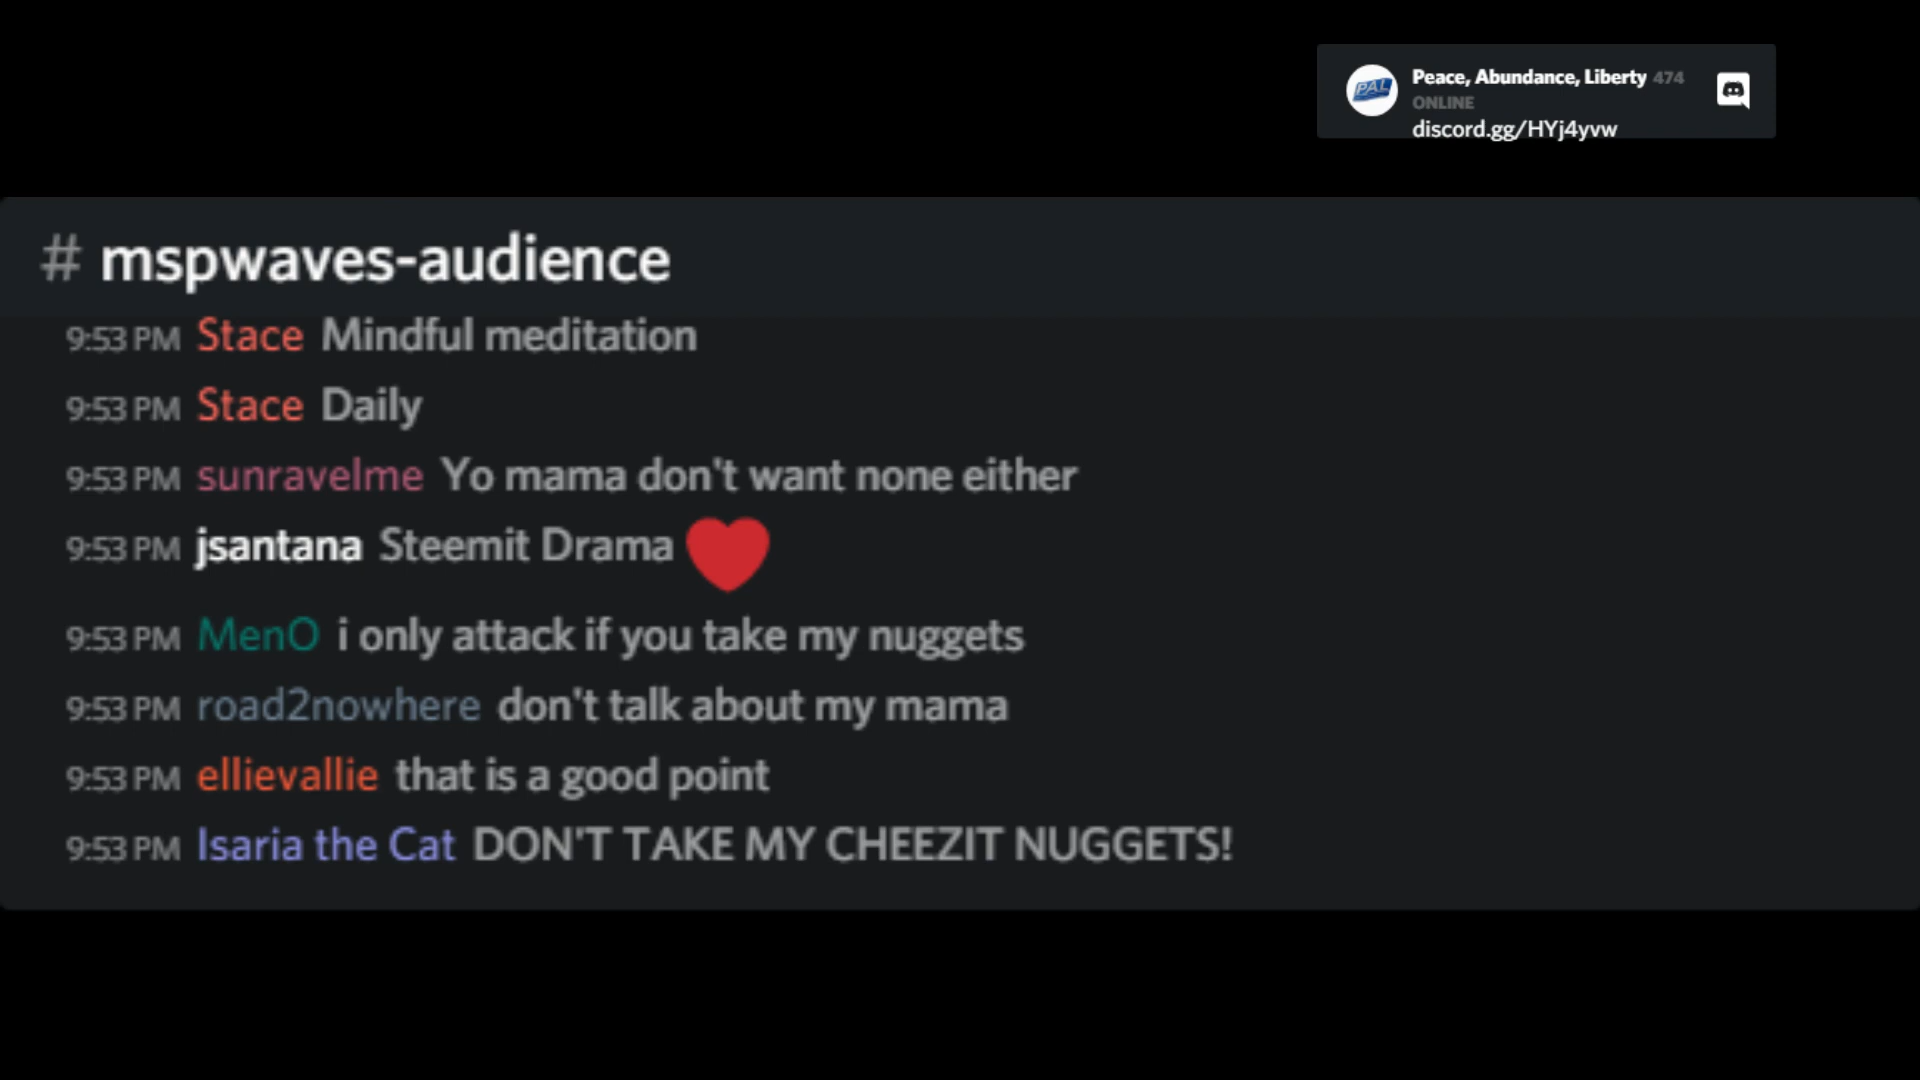 PAL Peace, Abundance, Liberty 474
ONLINE
discord.gg/HYj4yvw
# mspwaves-audience
9:53 PM Stace Mindful meditation
9:53 PM Stace Daily
9:53 PM sunravelme Yo mama don't want none either
9:53 PM jsantana Steemit Drama
9:53 PM MenO i only attack if you take my nuggets
9:53 PM road2nowhere don't talk about my mama
9:53 PM ellievallie that is a good point
9:53 PM Isaria the Cat DON'T TAKE MY CHEEZIT NUGGETS!